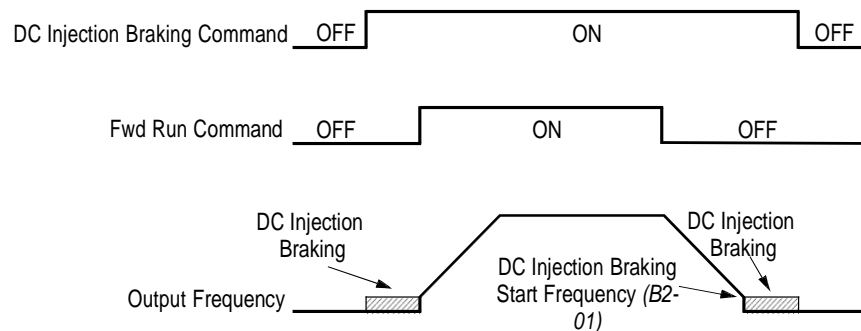 DC Injection Braking Command OFF ON OFF
Fwd Run Command OFF ON OFF
DC Injection
Braking
DC Injection Braking
Start Frequency (B2-
01)
DC Injection
Braking
Output Frequency